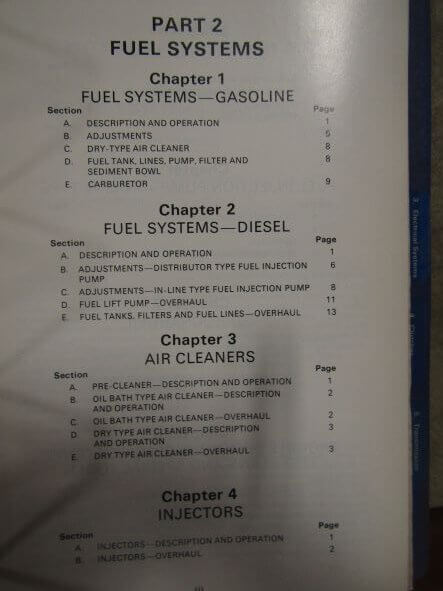 PART 2
FUEL SYSTEMS
Chapter 1
FUEL SYSTEMS—GASOLINE
Section Page
A. DESCRIPTION AND OPERATION 1
B. ADJUSTMENTS 5
C. DRY-TYPE AIR CLEANER 8
D. FUEL TANK, LINES, PUMP, FILTER AND 8
SEDIMENT BOWL
E. CARBURETOR 9
Chapter 2
FUEL SYSTEMS—DIESEL
Section Page
A. DESCRIPTION AND OPERATION 1
B. ADJUSTMENTS—DISTRIBUTOR TYPE FUEL INJECTION 6
PUMP
C. ADJUSTMENTS—IN-LINE TYPE FUEL INJECTION PUMP 8
D. FUEL LIFT PUMP—OVERHAUL 11
E. FUEL TANKS, FILTERS AND FUEL LINES—OVERHAUL 13
Chapter 3
AIR CLEANERS
Section Page
A. PRE-CLEANER—DESCRIPTION AND OPERATION 1
B. OIL BATH TYPE AIR CLEANER—DESCRIPTION 2
AND OPERATION
C. OIL BATH TYPE AIR CLEANER—OVERHAUL 2
D. DRY TYPE AIR CLEANER—DESCRIPTION 3
AND OPERATION
E. DRY TYPE AIR CLEANER—OVERHAUL 3
Chapter 4
INJECTORS
Section Page
A. INJECTORS—DESCRIPTION AND OPERATION 1
B. INJECTORS—OVERHAUL 2
3. Electrical Systems
5. Transmission